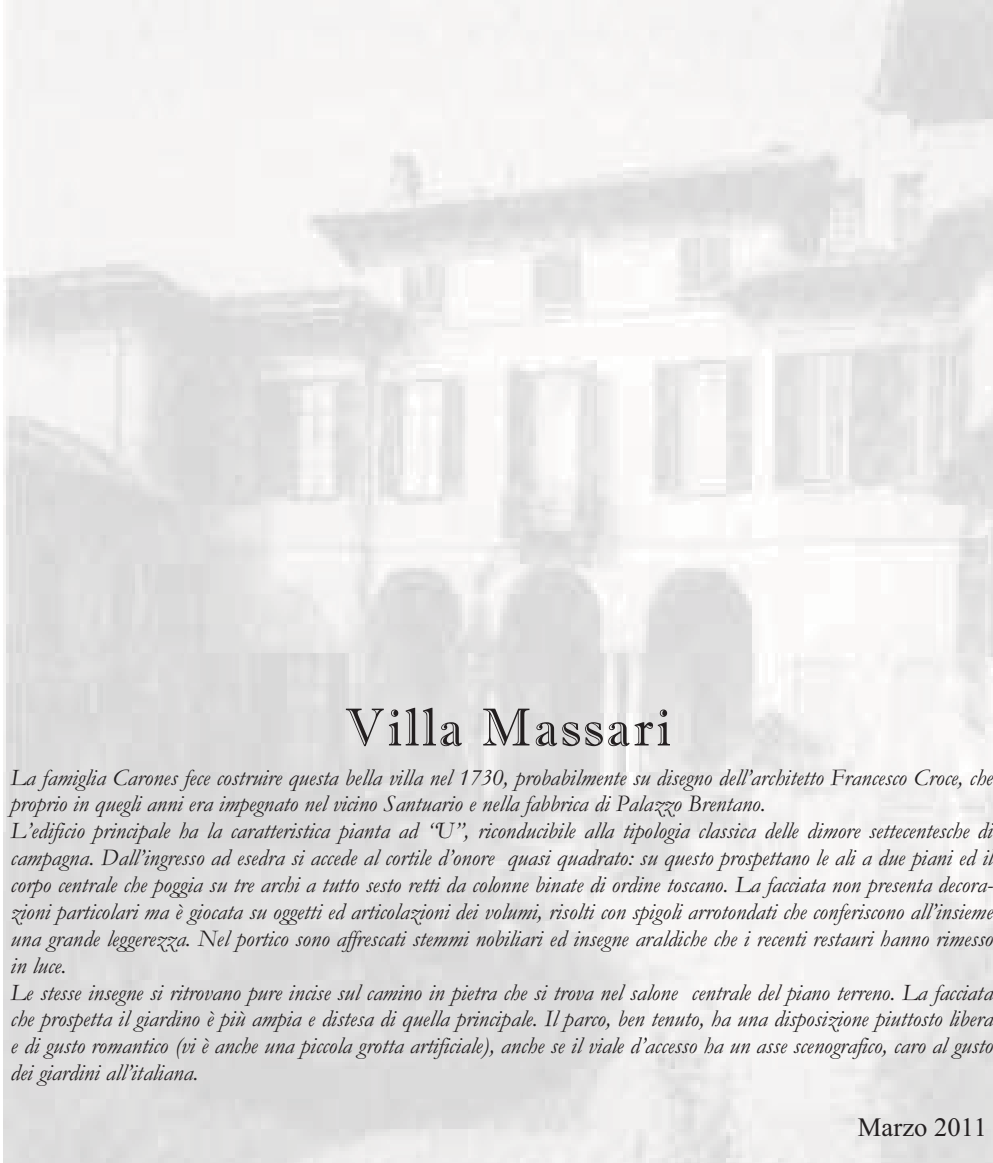 Villa Massari
La famiglia Carones fece costruire questa bella villa nel 1730, probabilmente su disegno dell'architetto Francesco Croce, che
proprio in quegli anni era impegnato nel vicino Santuario e nella fabbrica di Palazzo Brentano.
L'edificio principale ha la caratteristica pianta ad “U”, riconducibile alla tipologia classica delle dimore settecentesche di
campagna. Dall'ingresso ad esedra si accede al cortile d'onore quasi quadrato: su questo prospettano le ali a due piani ed il
corpo centrale che poggia su tre archi a tutto sesto retti da colonne binate di ordine toscano. La facciata non presenta decora-
zioni particolari ma è giocata su oggetti ed articolazioni dei volumi, risolti con spigoli arrotondati che conferiscono all'insieme
una grande leggerezza. Nel portico sono affrescati stemmi nobiliari ed insegne araldiche che i recenti restauri hanno rimesso
in luce.
Le stesse insegne si ritrovano pure incise sul camino in pietra che si trova nel salone centrale del piano terreno. La facciata
che prospetta il giardino è più ampia e distesa di quella principale. Il parco, ben tenuto, ha una disposizione piuttosto libera
e di gusto romantico (vi è anche una piccola grotta artificiale), anche se il viale d'accesso ha un asse scenografico, caro al gusto
dei giardini all'italiana.
Marzo 2011